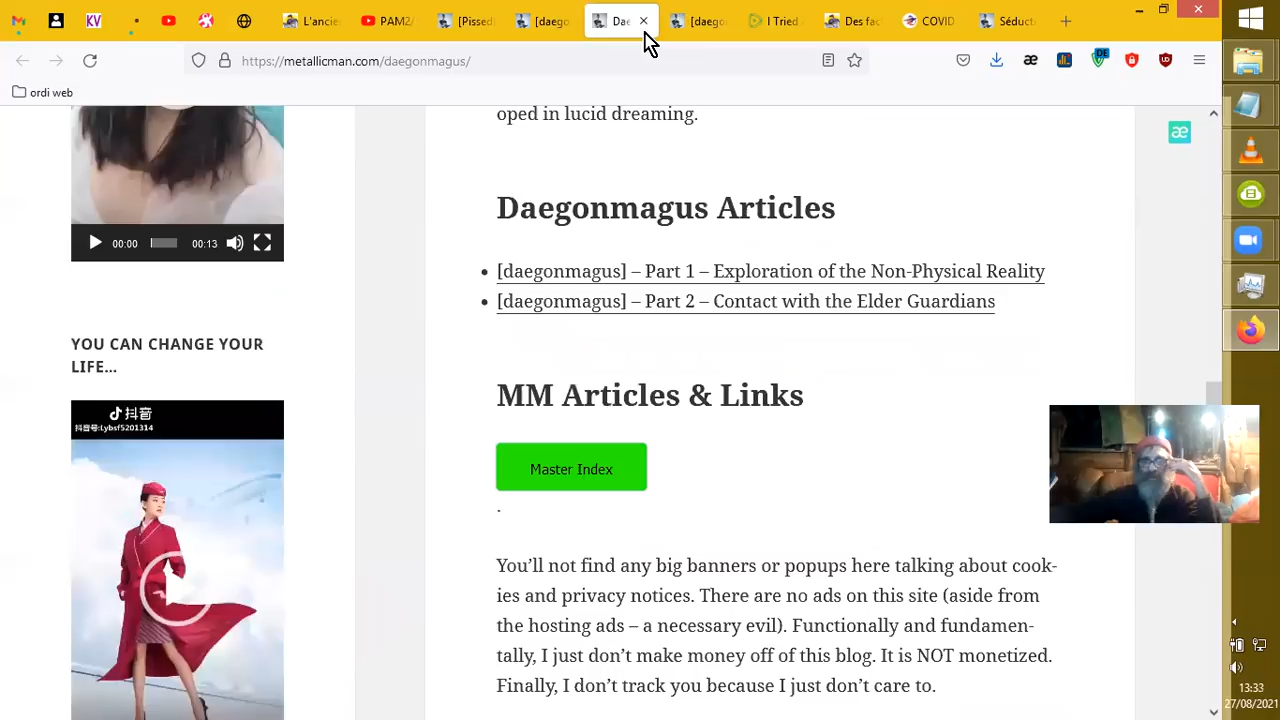 L'ancie
PAM2/
[Pissed
[daego
Dae
[daego
I Tried
Des fac
COVID
Séduct
https://metallicman.com/daegonmagus/
DE
ordi web
oped in lucid dreaming.
Daegonmagus Articles
[daegonmagus] – Part 1 – Exploration of the Non-Physical Reality
[daegonmagus] – Part 2 – Contact with the Elder Guardians
MM Articles & Links
Master Index
.
You'll not find any big banners or popups here talking about cook-
ies and privacy notices. There are no ads on this site (aside from
the hosting ads – a necessary evil). Functionally and fundamen-
tally, I just don't make money off of this blog. It is NOT monetized.
Finally, I don't track you because I just don't care to.
00:00
00:13
YOU CAN CHANGE YOUR
LIFE…
抖音
抖音号:Lybsf5201314
æ
13:33
27/08/2021